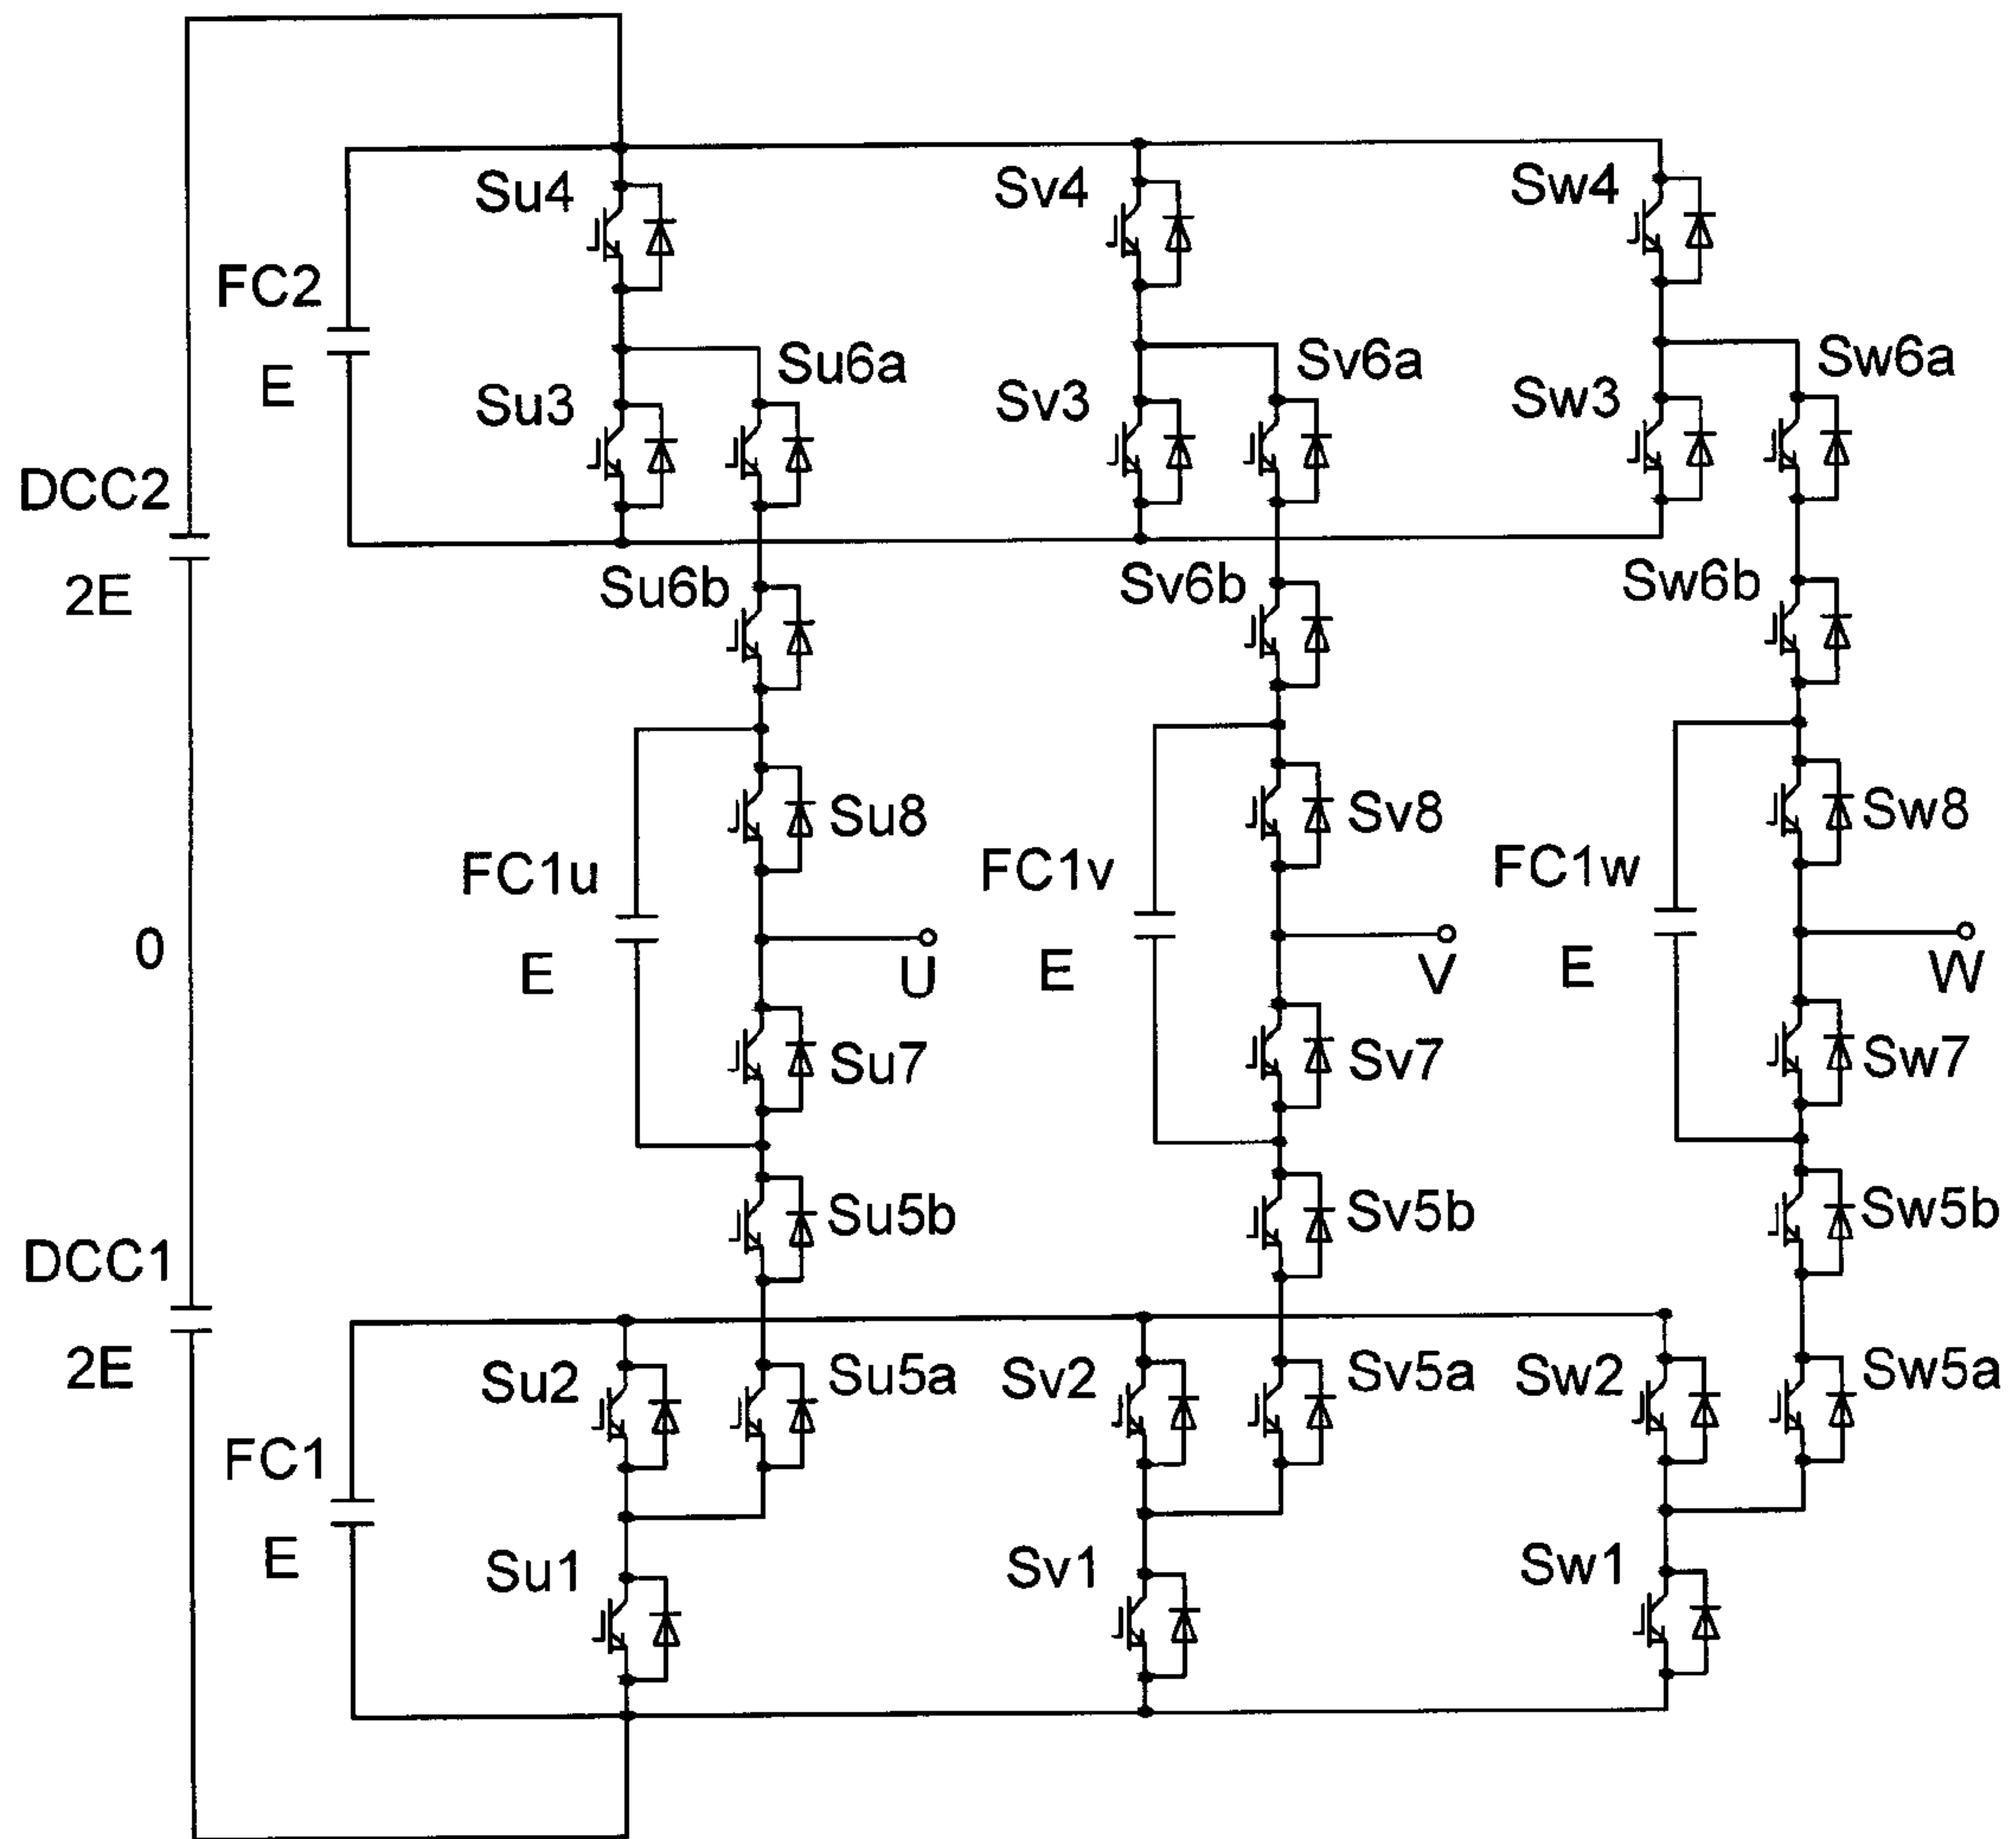 Su4
Sv4
Sw4
FC2
E
Su6a
Sv6a
Sw6a
Su3
Sv3
Sw3
DCC2
2E
Su6b
Sv6b
Sw6b
Su8
Sv8
Sw8
FC1u
FC1v
FC1w
0
E
E
E
U
V
W
Su7
Sv7
Sw7
Su5b
Sv5b
Sw5b
DCC1
2E
Su2
Su5a
Sv2
Sv5a
Sw2
Sw5a
FC1
E
Su1
Sv1
Sw1